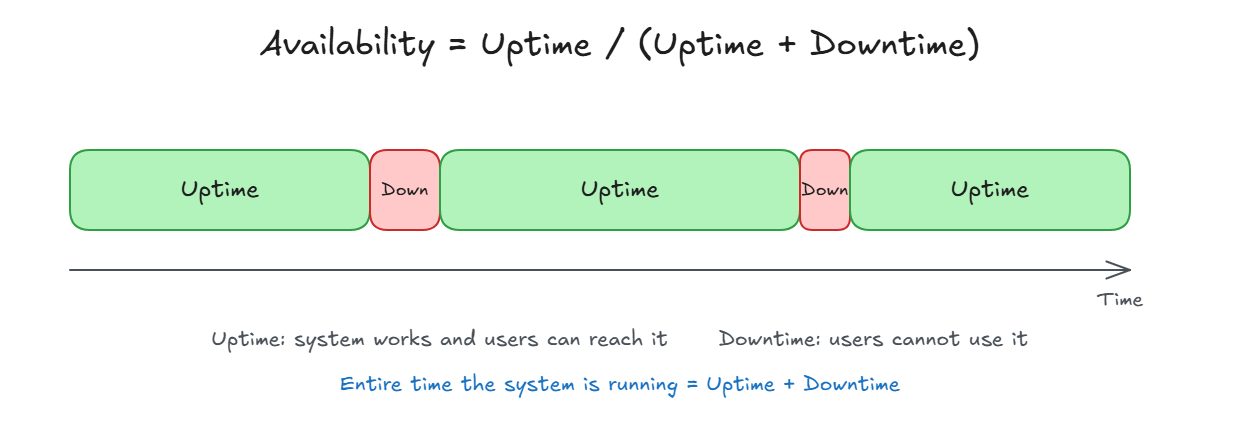 Availability = Uptime / (Uptime + Downtime)
Uptime Down Uptime Down Uptime
Time
Uptime: system works and users can reach it Downtime: users cannot use it
Entire time the system is running = Uptime + Downtime